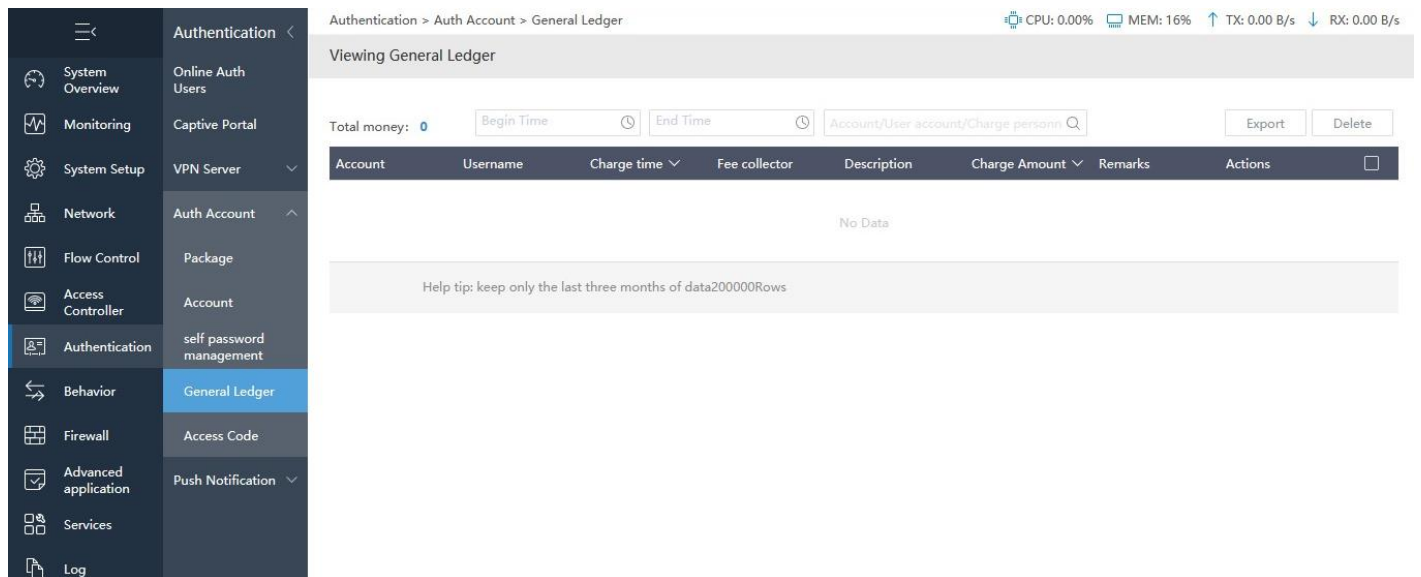 Authentication > Auth Account > General Ledger
CPU: 0.00% MEM: 16% TX: 0.00 B/s RX: 0.00 B/s
Authentication
Viewing General Ledger
System
Overview
Monitoring
System Setup
Network
Flow Control
Access
Controller
Authentication
Behavior
Firewall
Advanced
application
Services
Log
Online Auth
Users
Captive Portal
VPN Server
Auth Account
Package
Account
self password
management
General Ledger
Access Code
Push Notification
Total money: 0 Begin Time End Time Account/User account/Charge personn Export Delete
Account Username Charge time Fee collector Description Charge Amount Remarks Actions
No Data
Help tip: keep only the last three months of data200000Rows